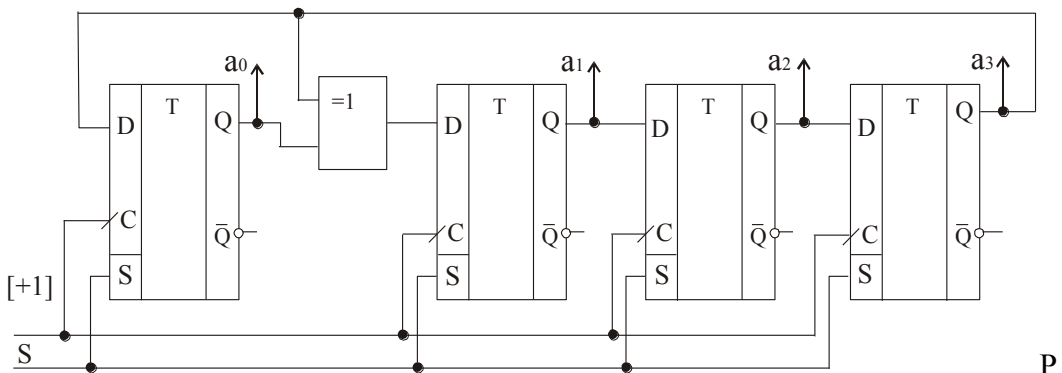 a0 a1 a2 a3
T =1 T T T
D Q D Q D Q D Q
C Q̅ C Q̅ C Q̅ C Q̅
S S S S
[+1]
S
P